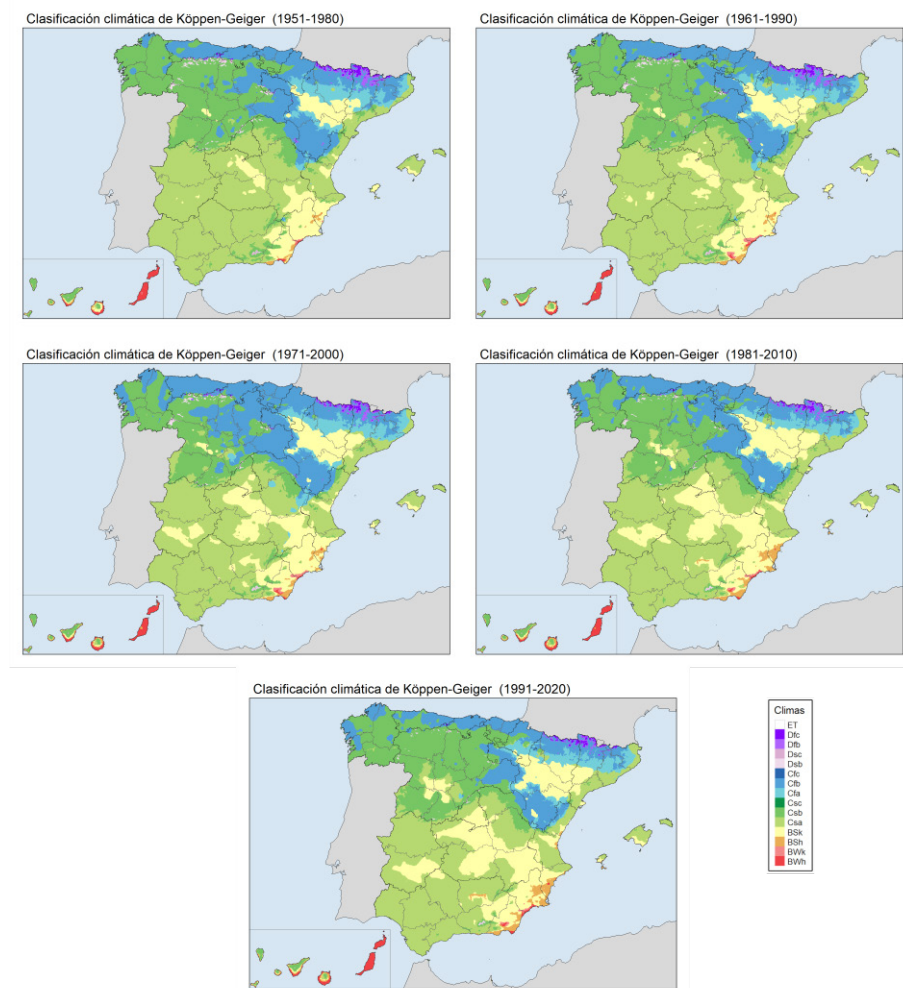 Clasificación climática de Köppen-Geiger (1951-1980)
Clasificación climática de Köppen-Geiger (1961-1990)
Clasificación climática de Köppen-Geiger (1971-2000)
Clasificación climática de Köppen-Geiger (1981-2010)
Clasificación climática de Köppen-Geiger (1991-2020)
Climas
ET
Dfc
Dfb
Dsc
Dsb
Cfc
Cfb
Cfa
Csc
Csb
Csa
BSk
BSh
BWk
BWh